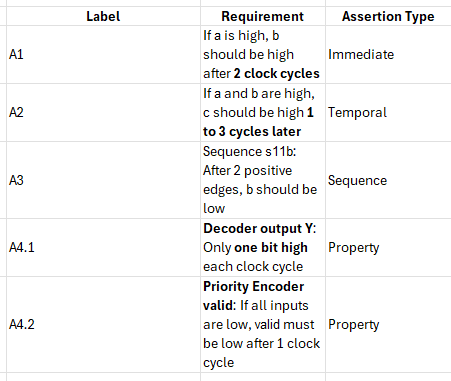 Label Requirement Assertion Type
If a is high, b
should be high
after 2 clock cycles
A1
Immediate
If a and b are high,
c should be high 1
to 3 cycles later
A2
Temporal
Sequence s11b:
After 2 positive
edges, b should be
low
A3
Sequence
Decoder output Y:
Only one bit high
each clock cycle
A4.1
Property
Priority Encoder
valid: If all inputs
are low, valid must
be low after 1 clock
cycle
A4.2
Property